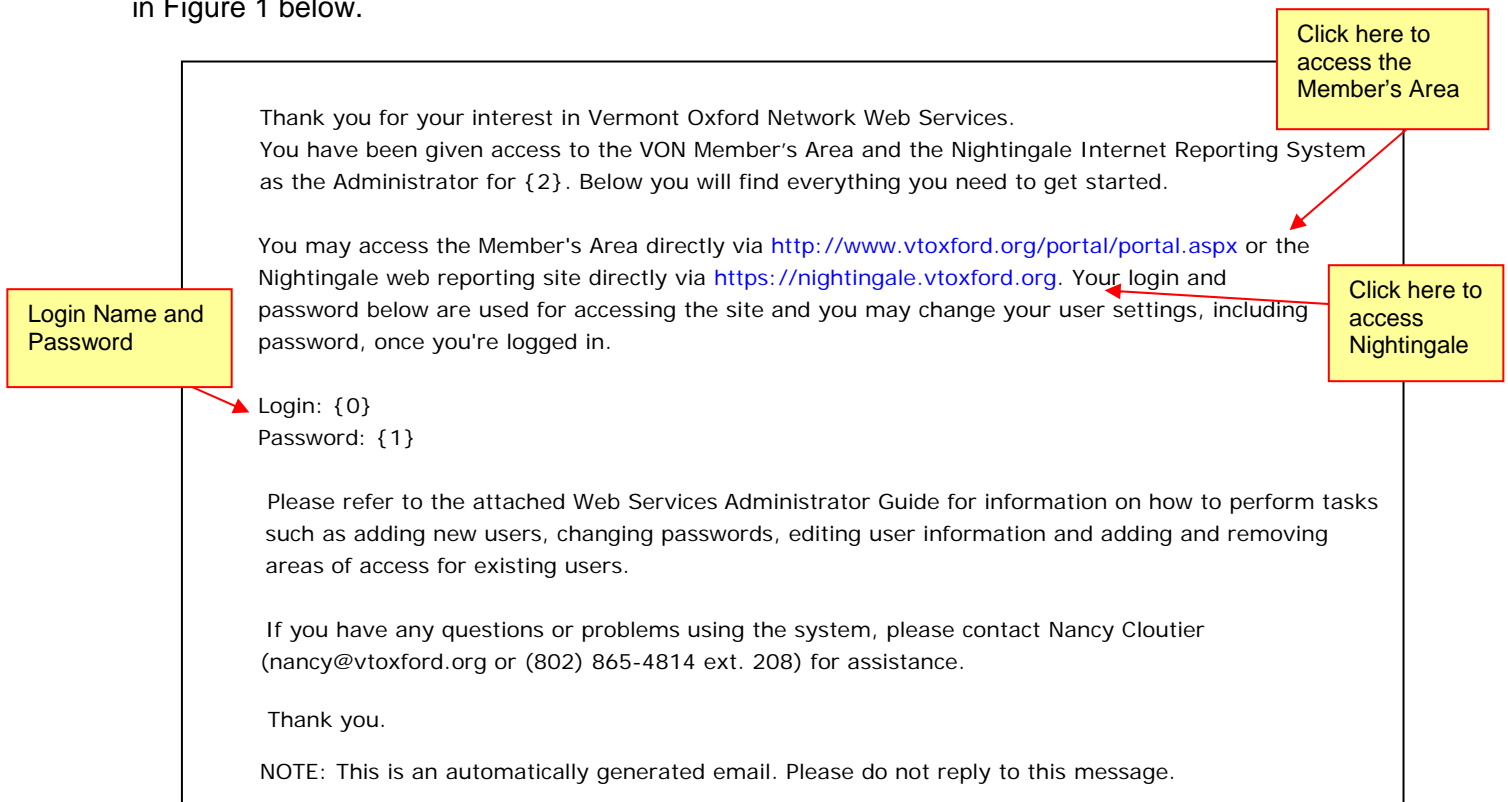 in Figure 1 below.
Click here to
access the
Member's Area
Thank you for your interest in Vermont Oxford Network Web Services.
You have been given access to the VON Member’s Area and the Nightingale Internet Reporting System
as the Administrator for {2}. Below you will find everything you need to get started.
You may access the Member's Area directly via http://www.vtoxford.org/portal/portal.aspx or the
Nightingale web reporting site directly via https://nightingale.vtoxford.org. Your login and
password below are used for accessing the site and you may change your user settings, including
password, once you're logged in.
Click here to
access
Nightingale
Login Name and
Password
Login: {0}
Password: {1}
Please refer to the attached Web Services Administrator Guide for information on how to perform tasks
such as adding new users, changing passwords, editing user information and adding and removing
areas of access for existing users.
If you have any questions or problems using the system, please contact Nancy Cloutier
(nancy@vtoxford.org or (802) 865-4814 ext. 208) for assistance.
Thank you.
NOTE: This is an automatically generated email. Please do not reply to this message.